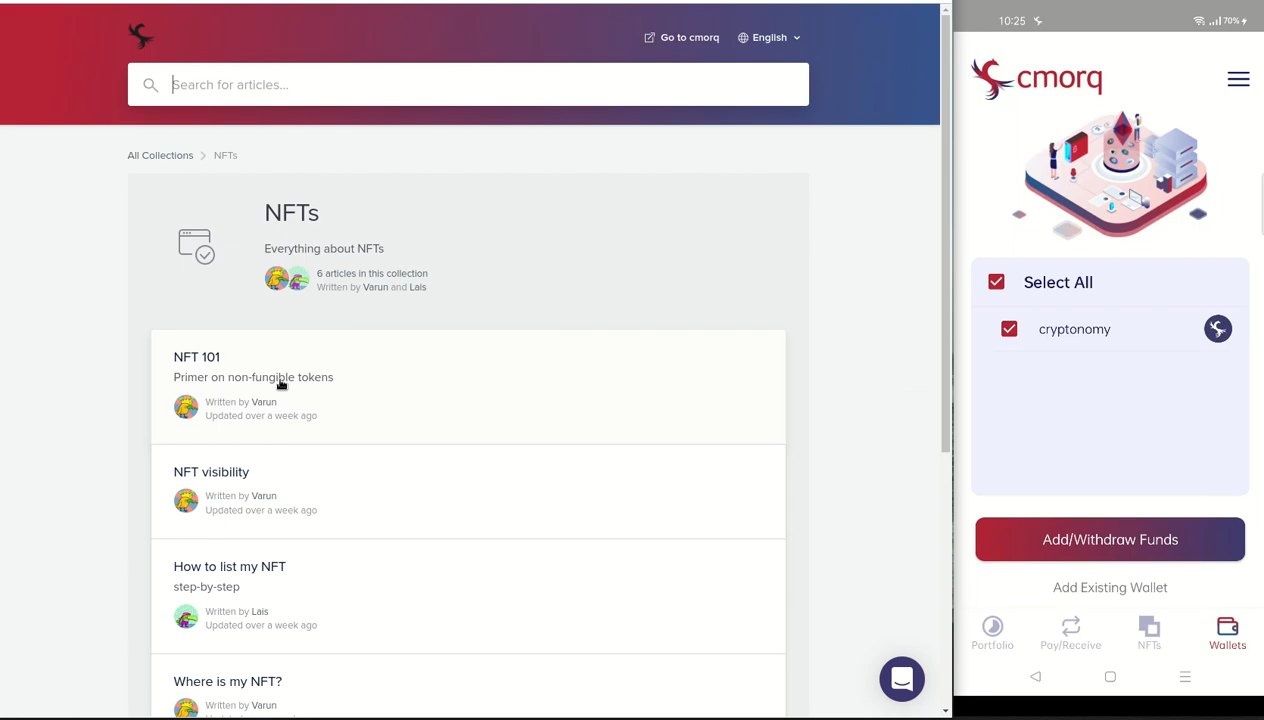 Go to cmorq
English
Search for articles...
All Collections
NFTs
NFTs
Everything about NFTs
6 articles in this collection
Written by Varun and Lais
NFT 101
Primer on non-fungible tokens
Written by Varun
Updated over a week ago
NFT visibility
Written by Varun
Updated over a week ago
How to list my NFT
step-by-step
Written by Lais
Updated over a week ago
Where is my NFT?
Written by Varun
10:25
70%
cmorq
Select All
cryptonomy
Add/Withdraw Funds
Add Existing Wallet
Portfolio
Pay/Receive
NFTs
Wallets